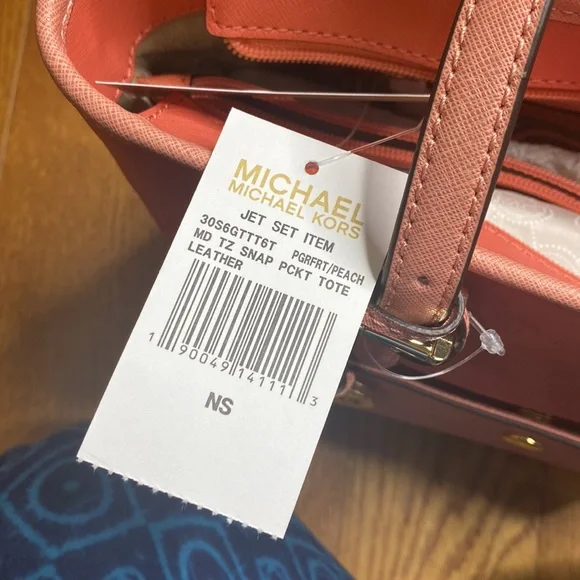 MICHAEL
MICHAEL KORS
JET SET ITEM
30S6GTTT6T PGRFRT/PEACH
MD TZ SNAP PCKT TOTE
LEATHER
1 90049 14111 3
NS